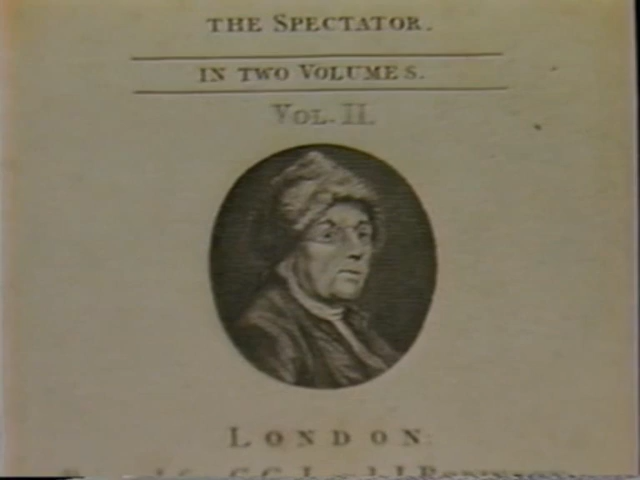 THE SPECTATOR.
IN TWO VOLUMES.
VOL. II.
LONDON